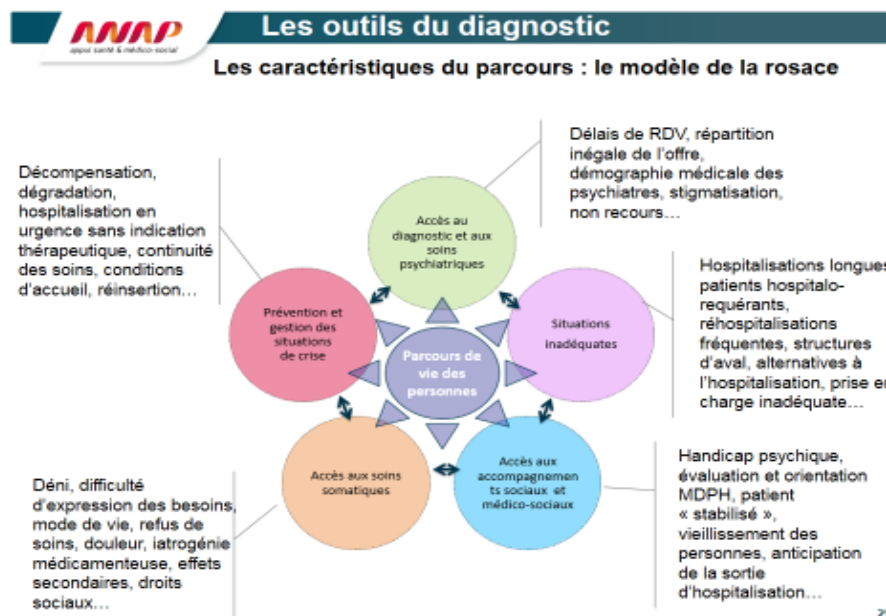 ANAP
appui santé & médico-social
Les outils du diagnostic
Les caractéristiques du parcours : le modèle de la rosace
Délais de RDV, répartition
inégale de l'offre,
démographie médicale des
psychiatres, stigmatisation,
non recours…
Décompensation,
dégradation,
hospitalisation en
urgence sans indication
thérapeutique, continuité
des soins, conditions
d'accueil, réinsertion…
Accès au
diagnostic et aux
soins
psychiatriques
Hospitalisations longues
patients hospitalo-
requérants,
réhospitalisations
fréquentes, structures
d'aval, alternatives à
l'hospitalisation, prise en
charge inadéquate…
Prévention et
gestion des
situations
de crise
Situations
inadéquates
Parcours de
vie des
personnes
Accès aux soins
somatiques
Accès aux
accompagnemen
ts sociaux et
médico-sociaux
Handicap psychique,
évaluation et orientation
MDPH, patient
« stabilisé »,
vieillissement des
personnes, anticipation
de la sortie
d'hospitalisation…
Déni, difficulté
d'expression des besoins,
mode de vie, refus de
soins, douleur, iatrogénie
médicamenteuse, effets
secondaires, droits
sociaux…